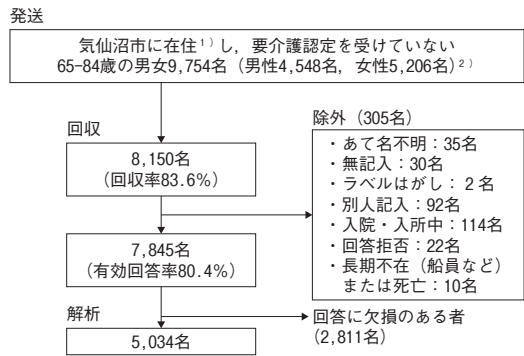 発送
気仙沼市に在住¹⁾し，要介護認定を受けていない
65-84歳の男女9,754名（男性4,548名，女性5,206名）²⁾
回収
8,150名
（回収率83.6%）
除外（305名）
・あて名不明：35名
・無記入：30名
・ラベルはがし：2名
・別人記入：92名
・入院・入所中：114名
・回答拒否：22名
・長期不在（船員など）
または死亡：10名
7,845名
（有効回答率80.4%）
解析
5,034名
回答に欠損のある者
（2,811名）